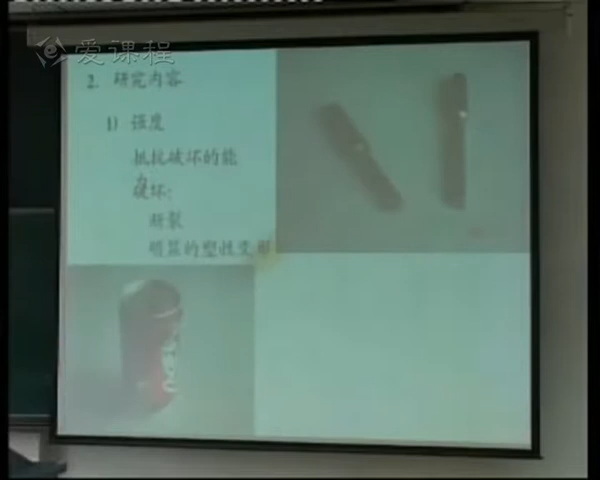 爱课程
2. 研究内容
1) 强度
抵抗破坏的能
力
破坏:
断裂
明显的塑性变形